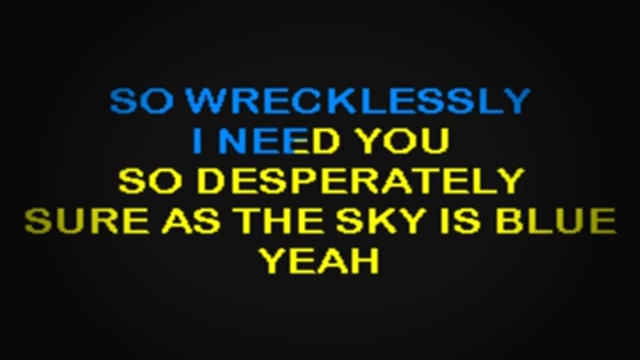 SO WRECKLESSLY
I NEED YOU
SO DESPERATELY
SURE AS THE SKY IS BLUE
YEAH